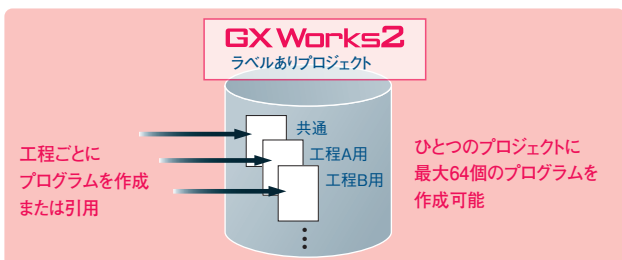 GX Works2
ラベルありプロジェクト
共通
工程A用
工程B用
工程ごとに
プログラムを作成
または引用
ひとつのプロジェクトに
最大64個のプログラムを
作成可能